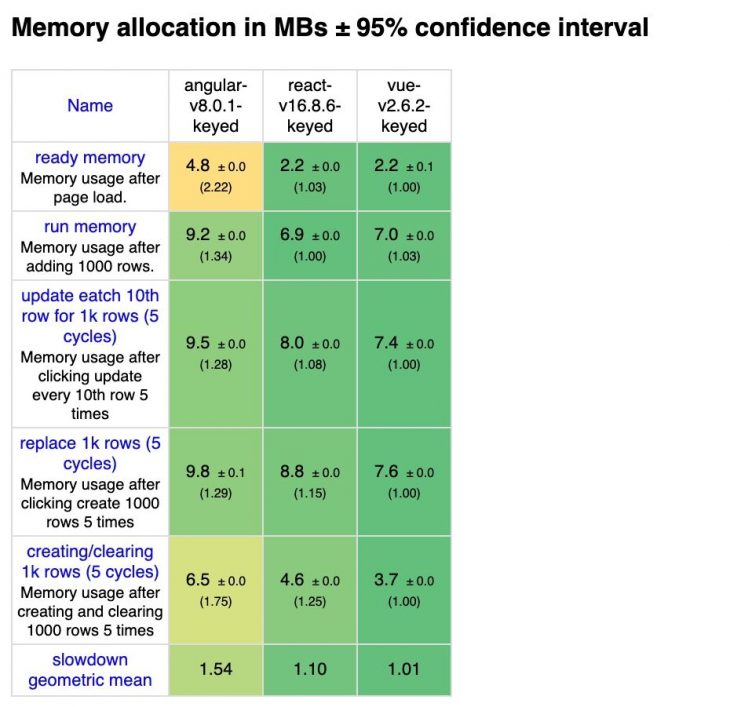 Memory allocation in MBs ± 95% confidence interval
Name
angular-
v8.0.1-
keyed
react-
v16.8.6-
keyed
vue-
v2.6.2-
keyed
ready memory
Memory usage after
page load.
4.8 ± 0.0
(2.22)
2.2 ± 0.0
(1.03)
2.2 ± 0.1
(1.00)
run memory
Memory usage after
adding 1000 rows.
9.2 ± 0.0
(1.34)
6.9 ± 0.0
(1.00)
7.0 ± 0.0
(1.03)
update eatch 10th
row for 1k rows (5
cycles)
Memory usage after
clicking update
every 10th row 5
times
9.5 ± 0.0
(1.28)
8.0 ± 0.0
(1.08)
7.4 ± 0.0
(1.00)
replace 1k rows (5
cycles)
Memory usage after
clicking create 1000
rows 5 times
9.8 ± 0.1
(1.29)
8.8 ± 0.0
(1.15)
7.6 ± 0.0
(1.00)
creating/clearing
1k rows (5 cycles)
Memory usage after
creating and clearing
1000 rows 5 times
6.5 ± 0.0
(1.75)
4.6 ± 0.0
(1.25)
3.7 ± 0.0
(1.00)
slowdown
geometric mean
1.54
1.10
1.01